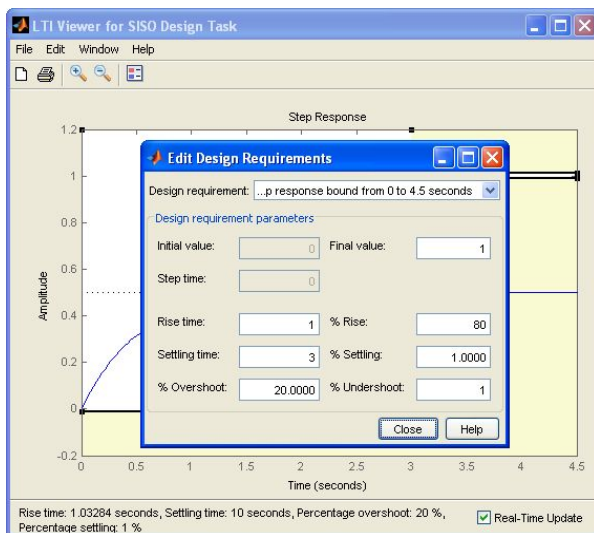 LTI Viewer for SISO Design Task
File Edit Window Help
Step Response
1.2
1
0.8
0.6
0.4
0.2
0
-0.2
Amplitude
0 0.5 1 1.5 2 2.5 3 3.5 4 4.5
Time (seconds)
Edit Design Requirements
Design requirement: ...p response bound from 0 to 4.5 seconds
Design requirement parameters
Initial value: 0 Final value: 1
Step time: 0
Rise time: 1 % Rise: 80
Settling time: 3 % Settling: 1.0000
% Overshoot: 20.0000 % Undershoot: 1
Close Help
Rise time: 1.03284 seconds, Settling time: 10 seconds, Percentage overshoot: 20 %,
Percentage settling: 1 %
Real-Time Update